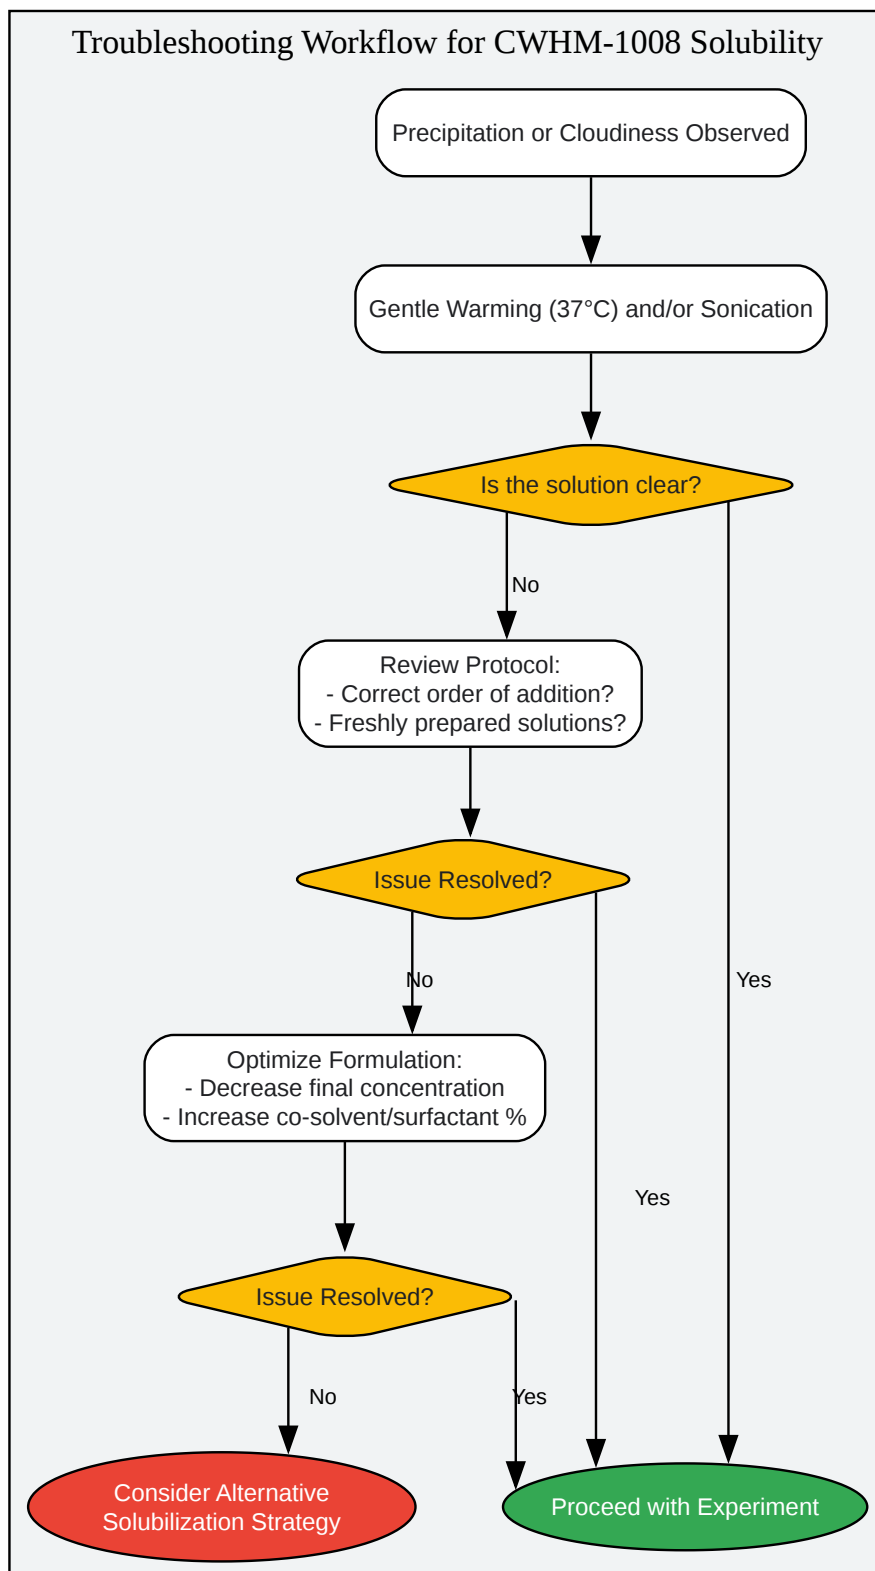 Troubleshooting Workflow for CWHM-1008 Solubility
Precipitation or Cloudiness Observed
Gentle Warming (37°C) and/or Sonication
Is the solution clear?
No
Review Protocol:
- Correct order of addition?
- Freshly prepared solutions?
Issue Resolved?
No
Yes
Optimize Formulation:
- Decrease final concentration
- Increase co-solvent/surfactant %
Yes
Issue Resolved?
No
Yes
Consider Alternative
Solubilization Strategy
Proceed with Experiment